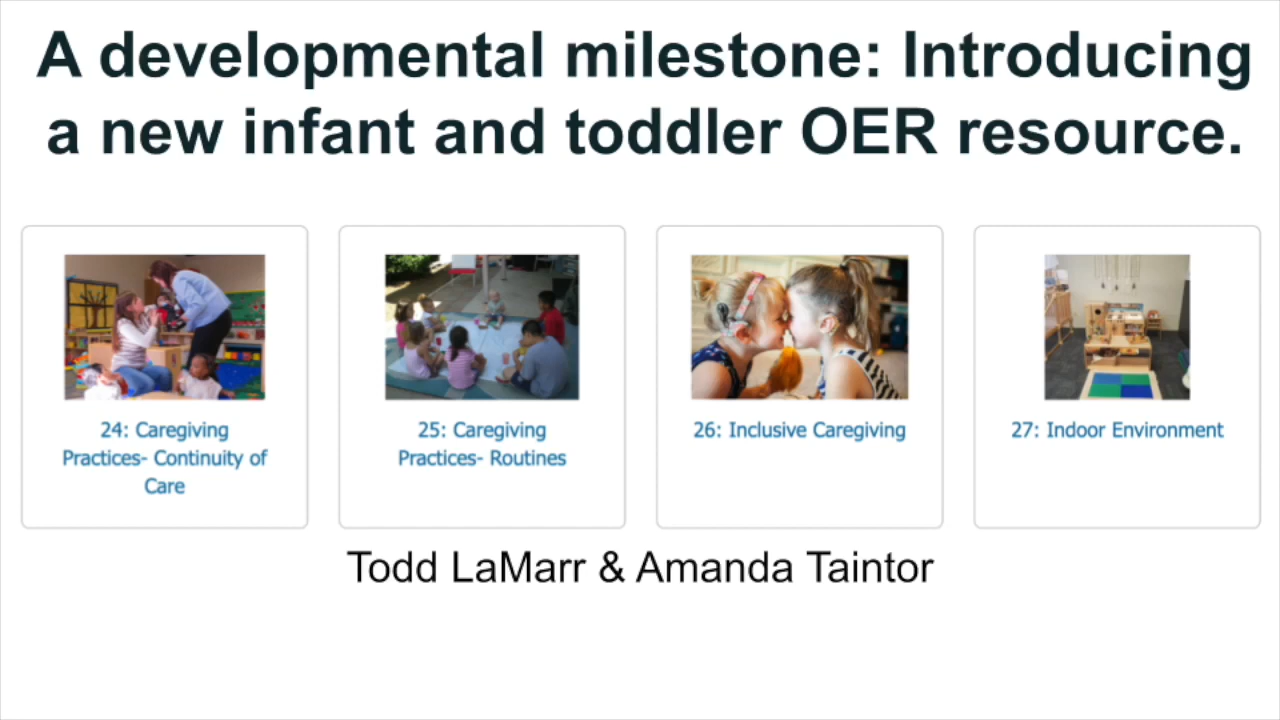 A developmental milestone: Introducing
a new infant and toddler OER resource.
24: Caregiving
Practices- Continuity of
Care
25: Caregiving
Practices- Routines
26: Inclusive Caregiving
27: Indoor Environment
Todd LaMarr & Amanda Taintor